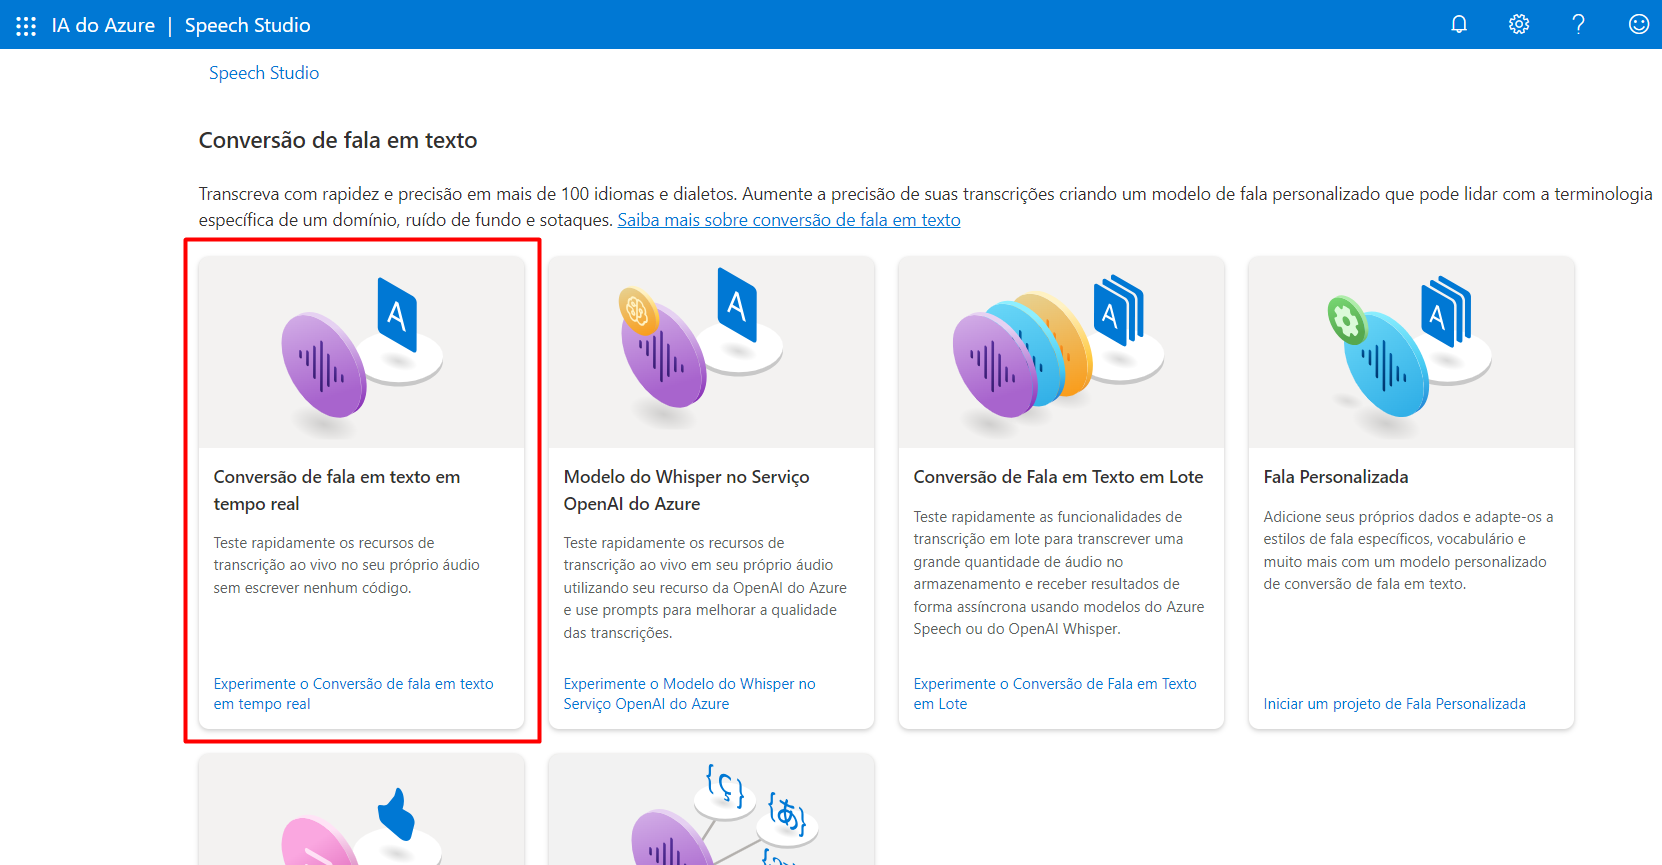 IA do Azure | Speech Studio
Speech Studio
Conversão de fala em texto
Transcreva com rapidez e precisão em mais de 100 idiomas e dialetos. Aumente a precisão de suas transcrições criando um modelo de fala personalizado que pode lidar com a terminologia
específica de um domínio, ruído de fundo e sotaques. Saiba mais sobre conversão de fala em texto
A
Conversão de fala em texto em
tempo real
Teste rapidamente os recursos de
transcrição ao vivo no seu próprio áudio
sem escrever nenhum código.
Experimente o Conversão de fala em texto
em tempo real
A
Modelo do Whisper no Serviço
OpenAI do Azure
Teste rapidamente os recursos de
transcrição ao vivo em seu próprio áudio
utilizando seu recurso da OpenAI do Azure
e use prompts para melhorar a qualidade
das transcrições.
Experimente o Modelo do Whisper no
Serviço OpenAI do Azure
A
Conversão de Fala em Texto em Lote
Teste rapidamente as funcionalidades de
transcrição em lote para transcrever uma
grande quantidade de áudio no
armazenamento e receber resultados de
forma assíncrona usando modelos do Azure
Speech ou do OpenAI Whisper.
Experimente o Conversão de Fala em Texto
em Lote
A
Fala Personalizada
Adicione seus próprios dados e adapte-os a
estilos de fala específicos, vocabulário e
muito mais com um modelo personalizado
de conversão de fala em texto.
Iniciar um projeto de Fala Personalizada
{ç}
{あ}